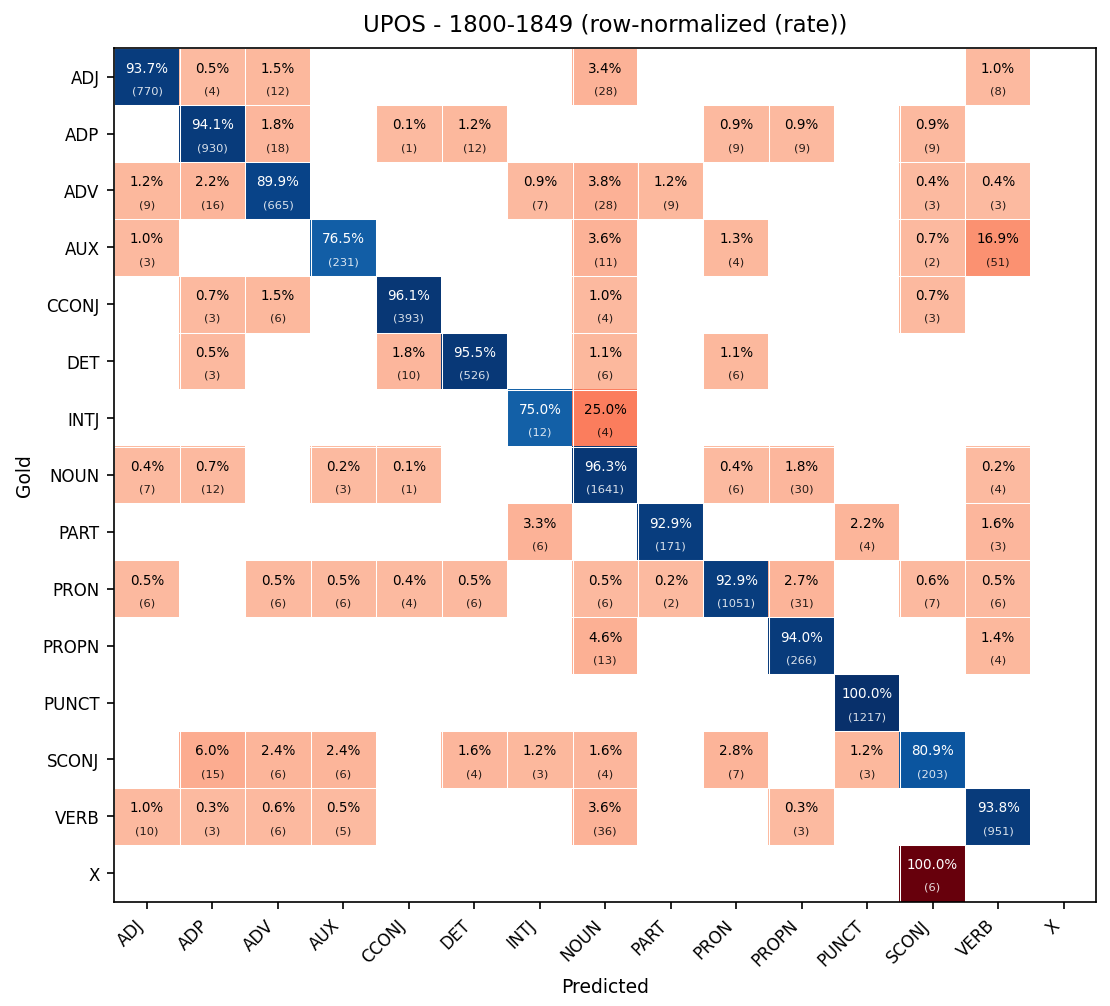 UPOS - 1800-1849 (row-normalized (rate))
ADJ 93.7% 0.5% 1.5% 3.4% 1.0%
(770) (4) (12) (28) (8)
ADP 94.1% 1.8% 0.1% 1.2% 0.9% 0.9% 0.9%
(930) (18) (1) (12) (9) (9) (9)
ADV 1.2% 2.2% 89.9% 0.9% 3.8% 1.2% 0.4% 0.4%
(9) (16) (665) (7) (28) (9) (3) (3)
AUX 1.0% 76.5% 3.6% 1.3% 0.7% 16.9%
(3) (231) (11) (4) (2) (51)
CCONJ 0.7% 1.5% 96.1% 1.0% 0.7%
(3) (6) (393) (4) (3)
DET 0.5% 1.8% 95.5% 1.1% 1.1%
(3) (10) (526) (6) (6)
INTJ 75.0% 25.0%
(12) (4)
NOUN 0.4% 0.7% 0.2% 0.1% 96.3% 0.4% 1.8% 0.2%
(7) (12) (3) (1) (1641) (6) (30) (4)
PART 3.3% 92.9% 2.2% 1.6%
(6) (171) (4) (3)
PRON 0.5% 0.5% 0.5% 0.4% 0.5% 0.5% 0.2% 92.9% 2.7% 0.6% 0.5%
(6) (6) (6) (4) (6) (6) (2) (1051) (31) (7) (6)
PROPN 4.6% 94.0% 1.4%
(13) (266) (4)
PUNCT 100.0%
(1217)
SCONJ 6.0% 2.4% 2.4% 1.6% 1.2% 1.6% 2.8% 1.2% 80.9%
(15) (6) (6) (4) (3) (4) (7) (3) (203)
VERB 1.0% 0.3% 0.6% 0.5% 3.6% 0.3% 93.8%
(10) (3) (6) (5) (36) (3) (951)
X 100.0%
(6)
Gold
ADJ ADP ADV AUX CCONJ DET INTJ NOUN PART PRON PROPN PUNCT SCONJ VERB X
Predicted